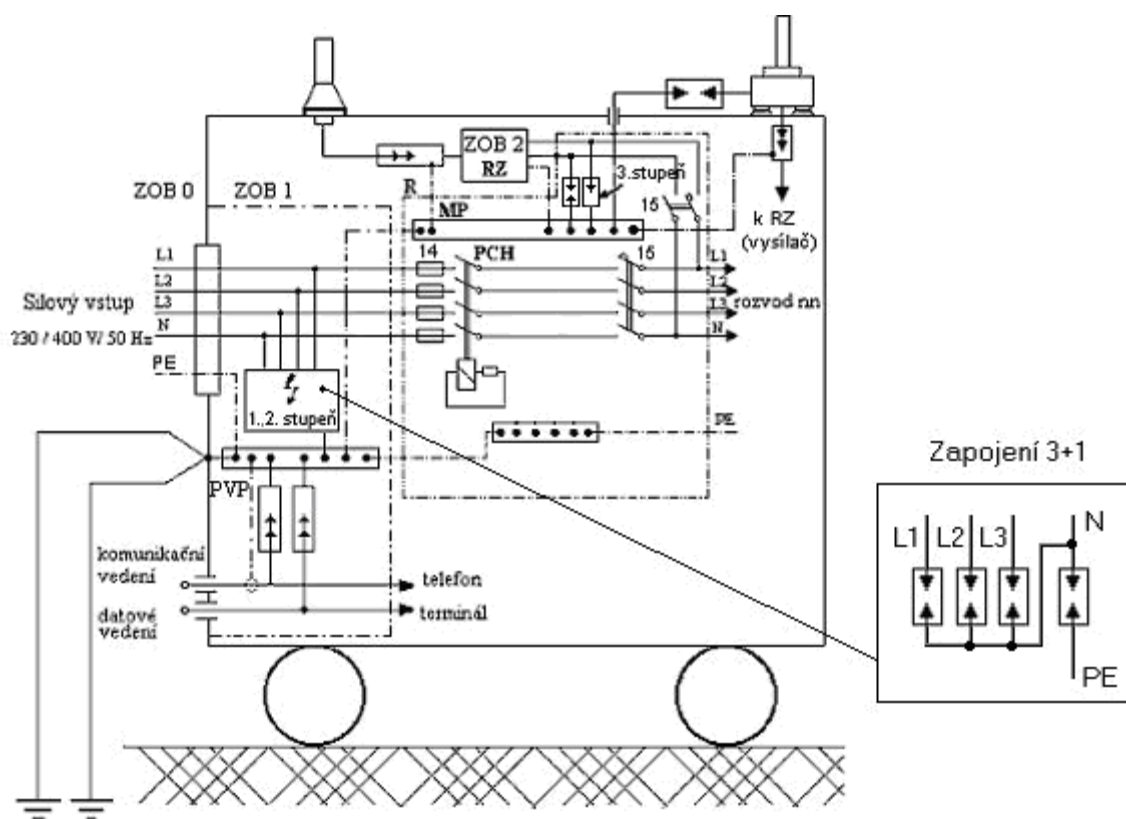 ZOB 0
ZOB 1
ZOB 2
RZ
R
3.stupeň
MP
15
k RZ
(vysílač)
14
PCH
15
L1
L2
L3
N
Silový vstup
230 / 400 V/ 50 Hz
PE
L1
L2
L3
rozvod nn
N
1.,2. stupeň
PE
PVP
komunikační
vedení
telefon
datové
vedení
terminál
Zapojení 3+1
L1
L2
L3
N
PE